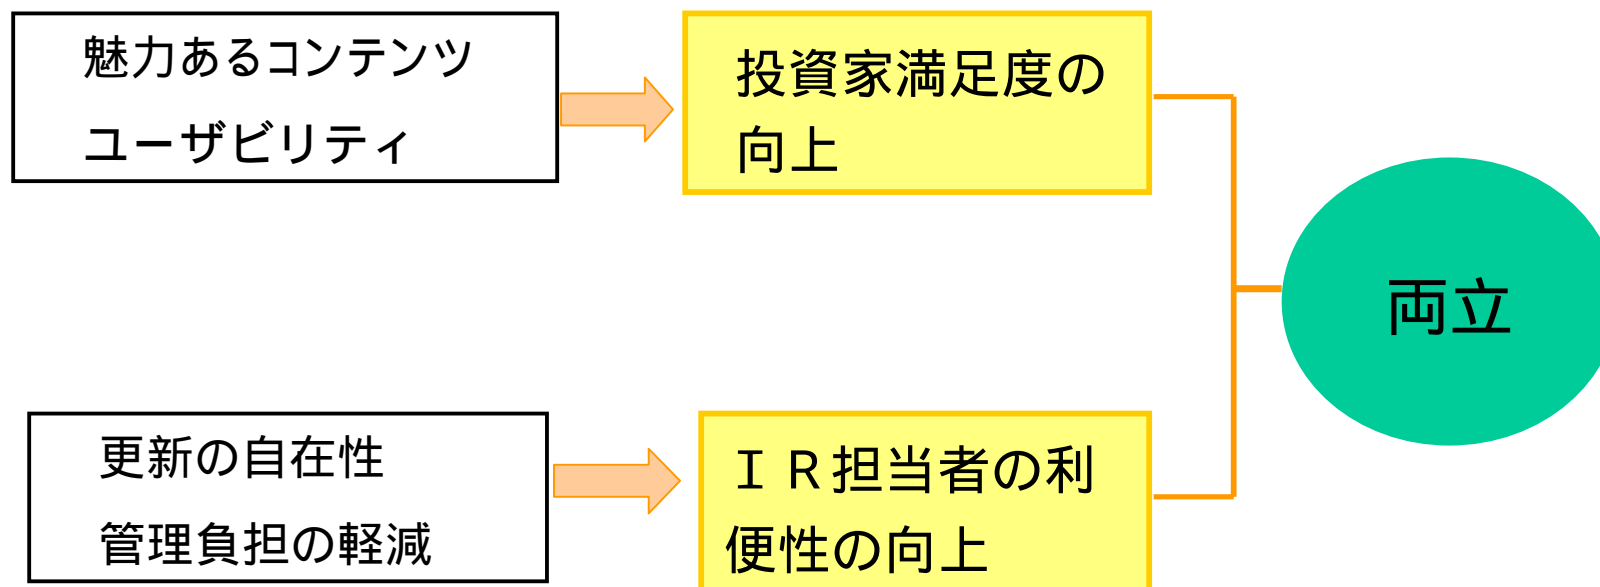 魅力あるコンテンツ
ユーザビリティ
投資家満足度の
向上
両立
更新の自在性
管理負担の軽減
ＩＲ担当者の利
便性の向上